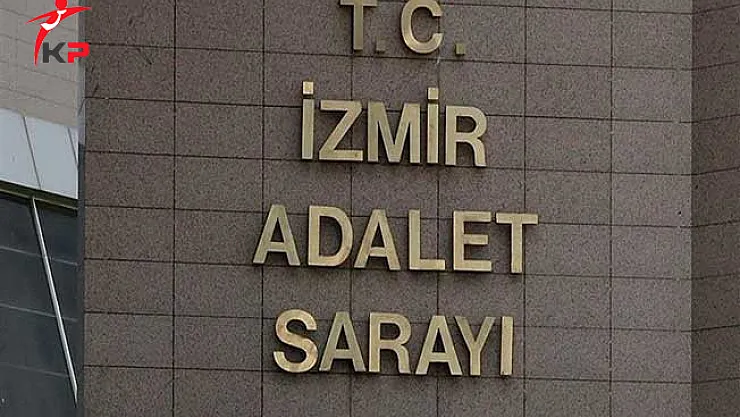 KP
T.C.
İZMİR
ADALET
SARAYI